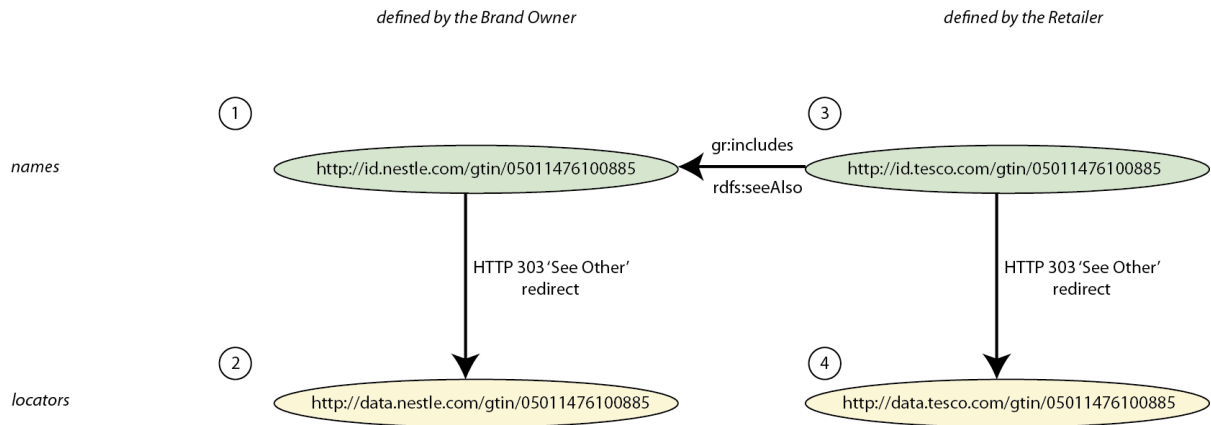 defined by the Brand Owner
defined by the Retailer
1
3
names
http://id.nestle.com/gtin/05011476100885
gr:includes
rdfs:seeAlso
http://id.tesco.com/gtin/05011476100885
HTTP 303 ‘See Other’
redirect
HTTP 303 ‘See Other’
redirect
2
4
locators
http://data.nestle.com/gtin/05011476100885
http://data.tesco.com/gtin/05011476100885